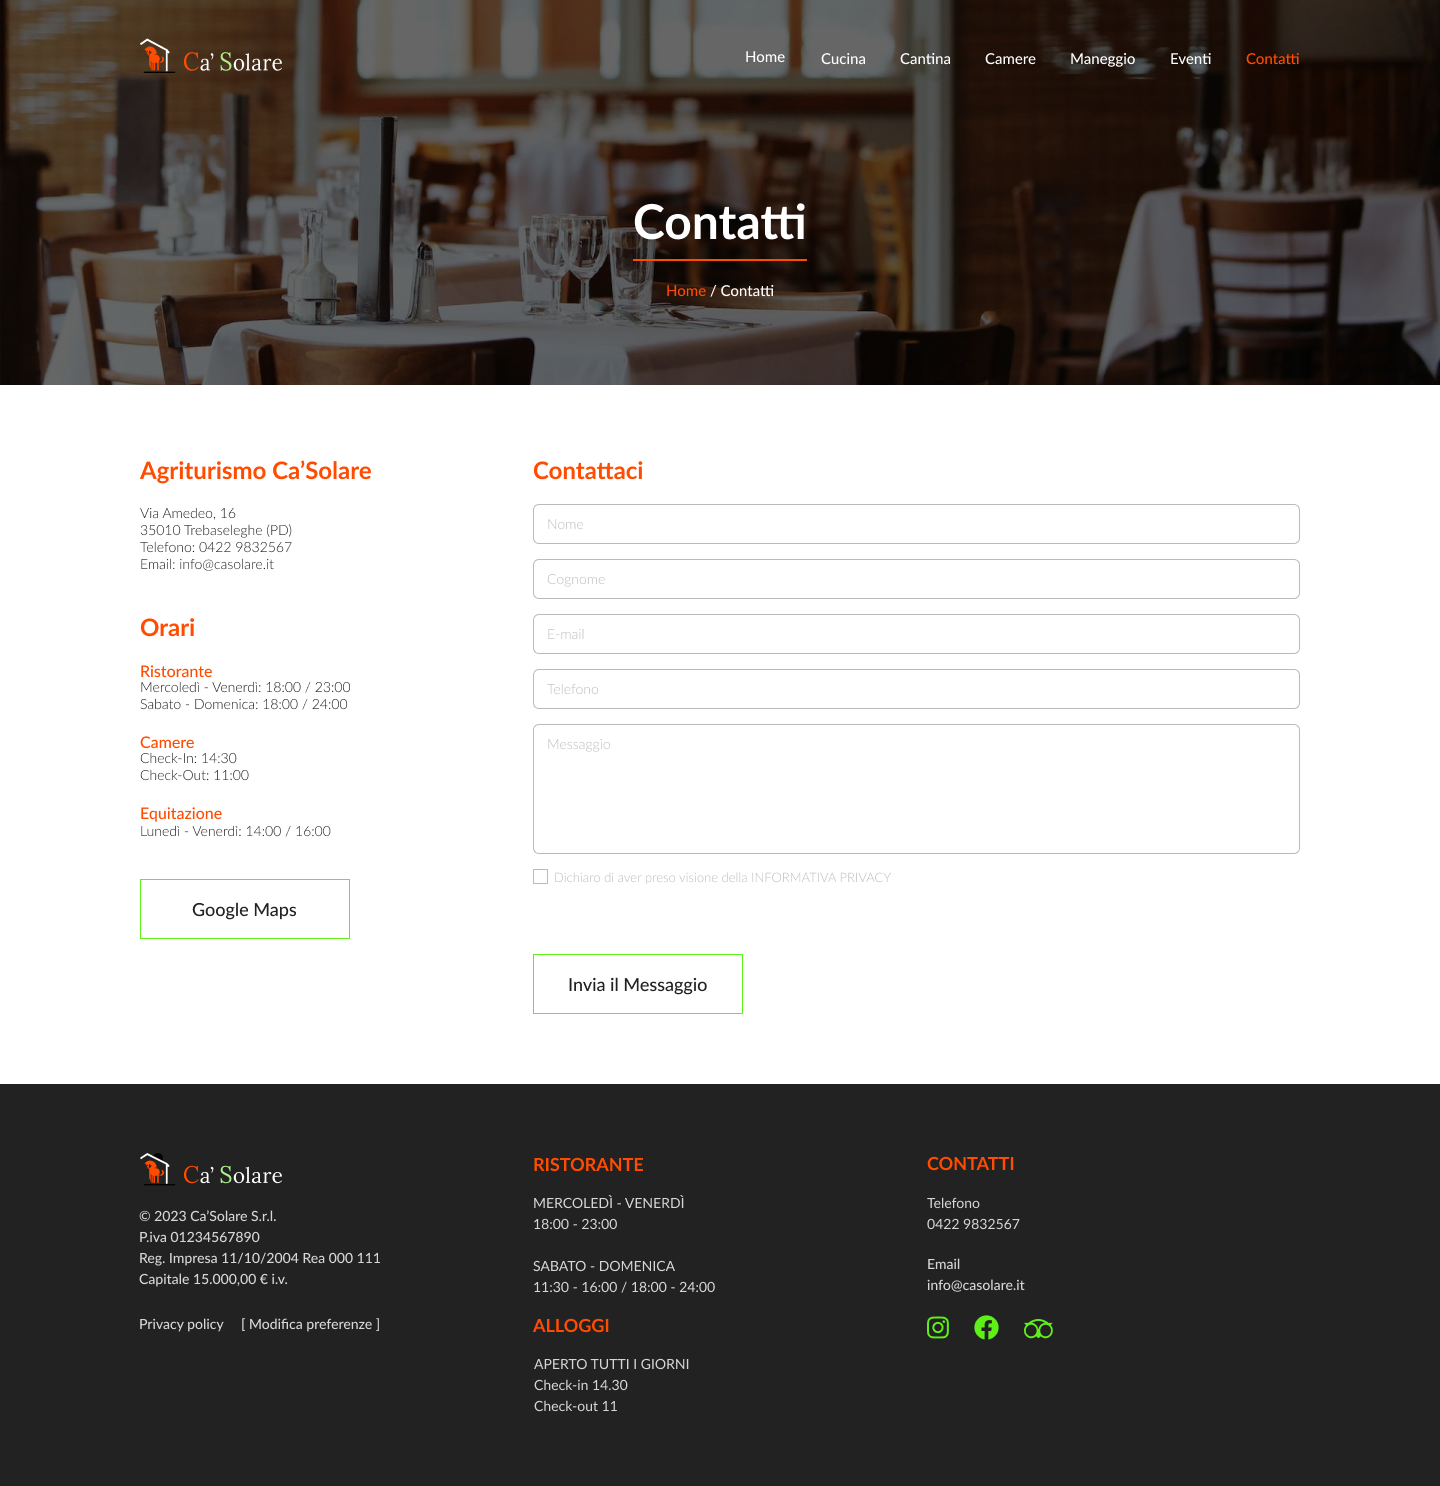 Ca’ Solare
Home
Cucina
Cantina
Camere
Maneggio
Eventi
Contatti
Contatti
Home / Contatti
Agriturismo Ca’Solare
Via Amedeo, 16
35010 Trebaseleghe (PD)
Telefono: 0422 9832567
Email: info@casolare.it
Orari
Ristorante
Mercoledì - Venerdì: 18:00 / 23:00
Sabato - Domenica: 18:00 / 24:00
Camere
Check-In: 14:30
Check-Out: 11:00
Equitazione
Lunedì - Venerdì: 14:00 / 16:00
Google Maps
Contattaci
Nome
Cognome
E-mail
Telefono
Messaggio
Dichiaro di aver preso visione della INFORMATIVA PRIVACY
Invia il Messaggio
Ca’ Solare
© 2023 Ca’Solare S.r.l.
P.iva 01234567890
Reg. Impresa 11/10/2004 Rea 000 111
Capitale 15.000,00 € i.v.
Privacy policy [ Modifica preferenze ]
RISTORANTE
MERCOLEDÌ - VENERDÌ
18:00 - 23:00
SABATO - DOMENICA
11:30 - 16:00 / 18:00 - 24:00
ALLOGGI
APERTO TUTTI I GIORNI
Check-in 14.30
Check-out 11
CONTATTI
Telefono
0422 9832567
Email
info@casolare.it